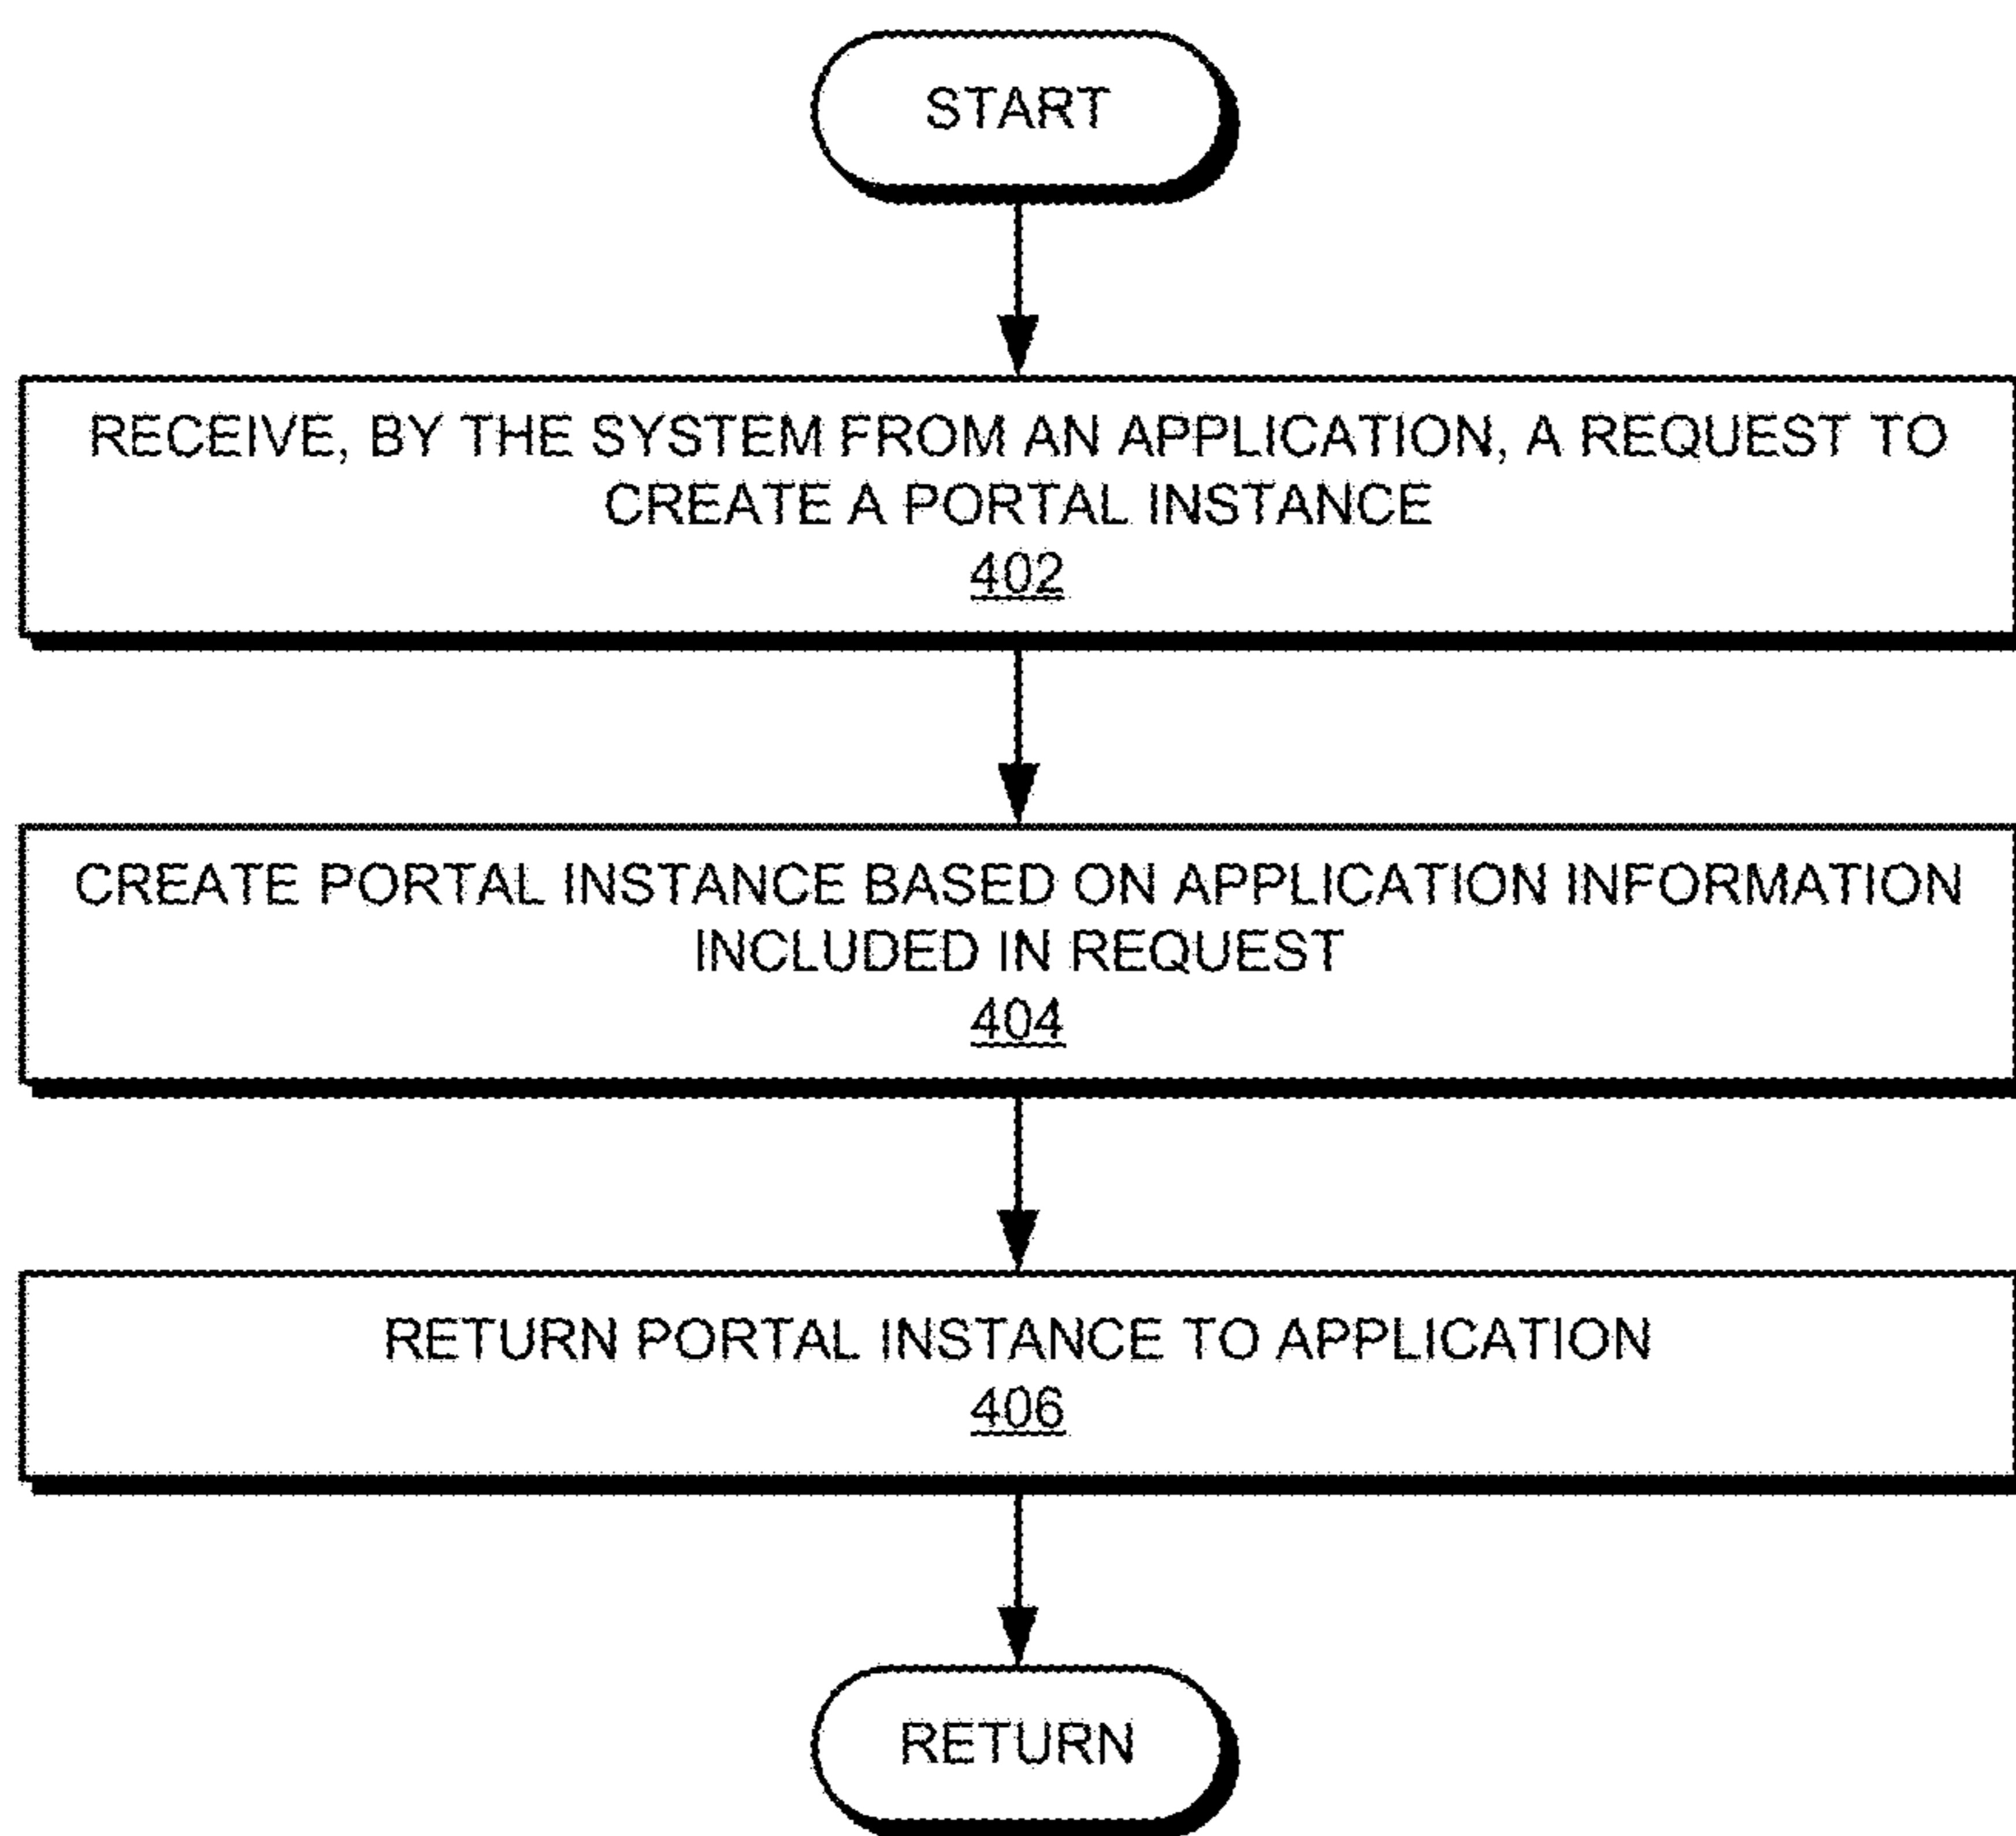 START
RECEIVE, BY THE SYSTEM FROM AN APPLICATION, A REQUEST TO
CREATE A PORTAL INSTANCE
402
CREATE PORTAL INSTANCE BASED ON APPLICATION INFORMATION
INCLUDED IN REQUEST
404
RETURN PORTAL INSTANCE TO APPLICATION
406
RETURN